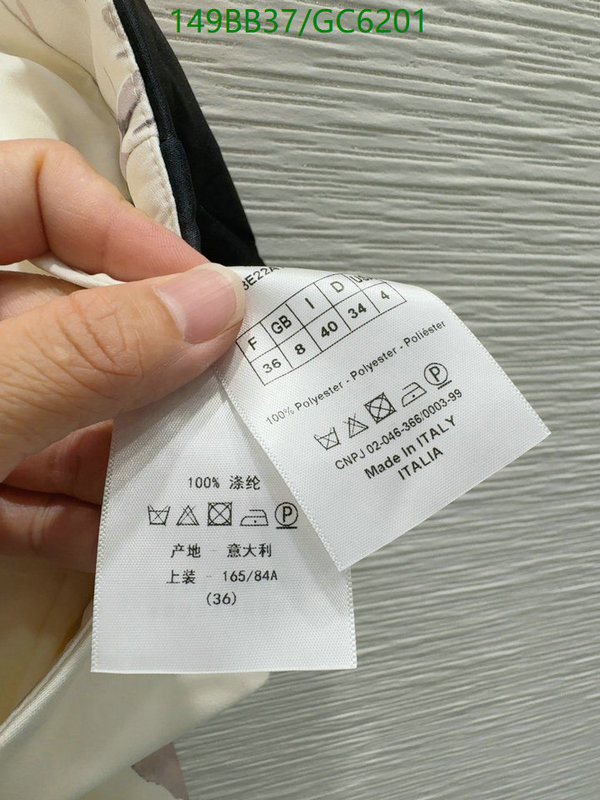 149BB37/GC6201
F GB I D
36 8 40 34 4
100% Polyester - Polyester - Poliéster
CNPJ 02-046-366/0003-99
Made In ITALY
ITALIA
100% 涤纶
产地 - 意大利
上装 - 165/84A
(36)